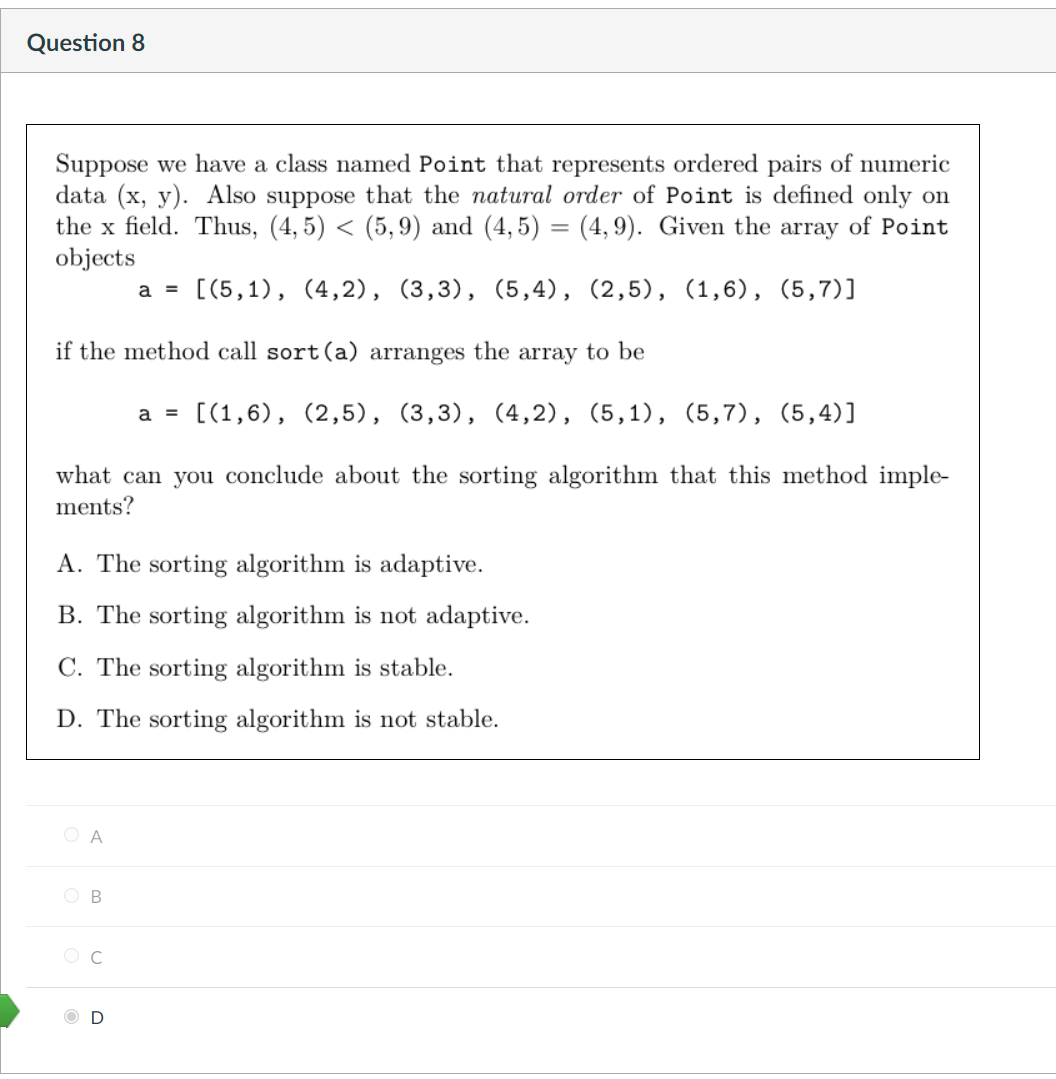 Question 8
Suppose we have a class named Point that represents ordered pairs of numeric
data (x, y). Also suppose that the natural order of Point is defined only on
the x field. Thus, (4, 5) < (5, 9) and (4, 5) = (4, 9). Given the array of Point
objects
a = [(5,1), (4,2), (3,3), (5,4), (2,5), (1,6), (5,7)]
if the method call sort(a) arranges the array to be
a = [(1,6), (2,5), (3,3), (4,2), (5,1), (5,7), (5,4)]
what can you conclude about the sorting algorithm that this method imple-
ments?
A. The sorting algorithm is adaptive.
B. The sorting algorithm is not adaptive.
C. The sorting algorithm is stable.
D. The sorting algorithm is not stable.
A
B
C
D